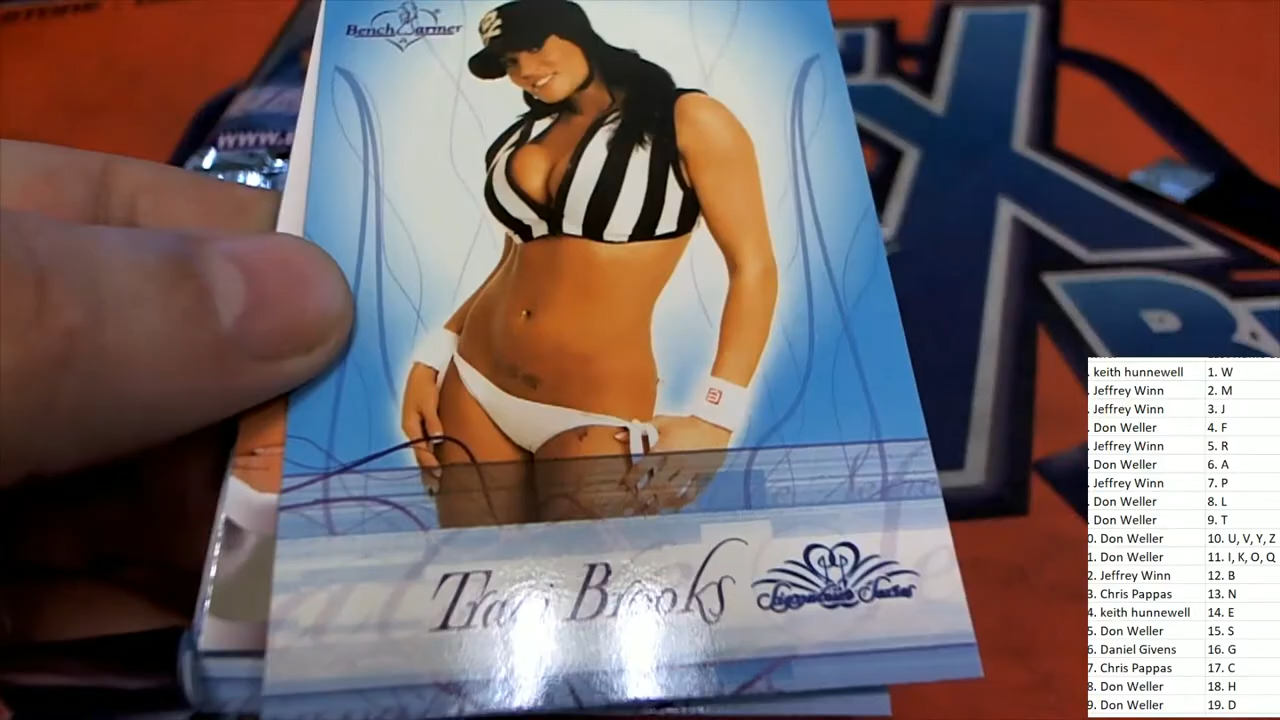 BenchWarmer
www.
Traci Brooks
Signature Series
keith hunnewell 1. W
. Jeffrey Winn 2. M
. Jeffrey Winn 3. J
. Don Weller 4. F
. Jeffrey Winn 5. R
. Don Weller 6. A
. Jeffrey Winn 7. P
. Don Weller 8. L
. Don Weller 9. T
0. Don Weller 10. U, V, Y, Z
1. Don Weller 11. I, K, O, Q
2. Jeffrey Winn 12. B
3. Chris Pappas 13. N
4. keith hunnewell 14. E
5. Don Weller 15. S
6. Daniel Givens 16. G
7. Chris Pappas 17. C
8. Don Weller 18. H
9. Don Weller 19. D